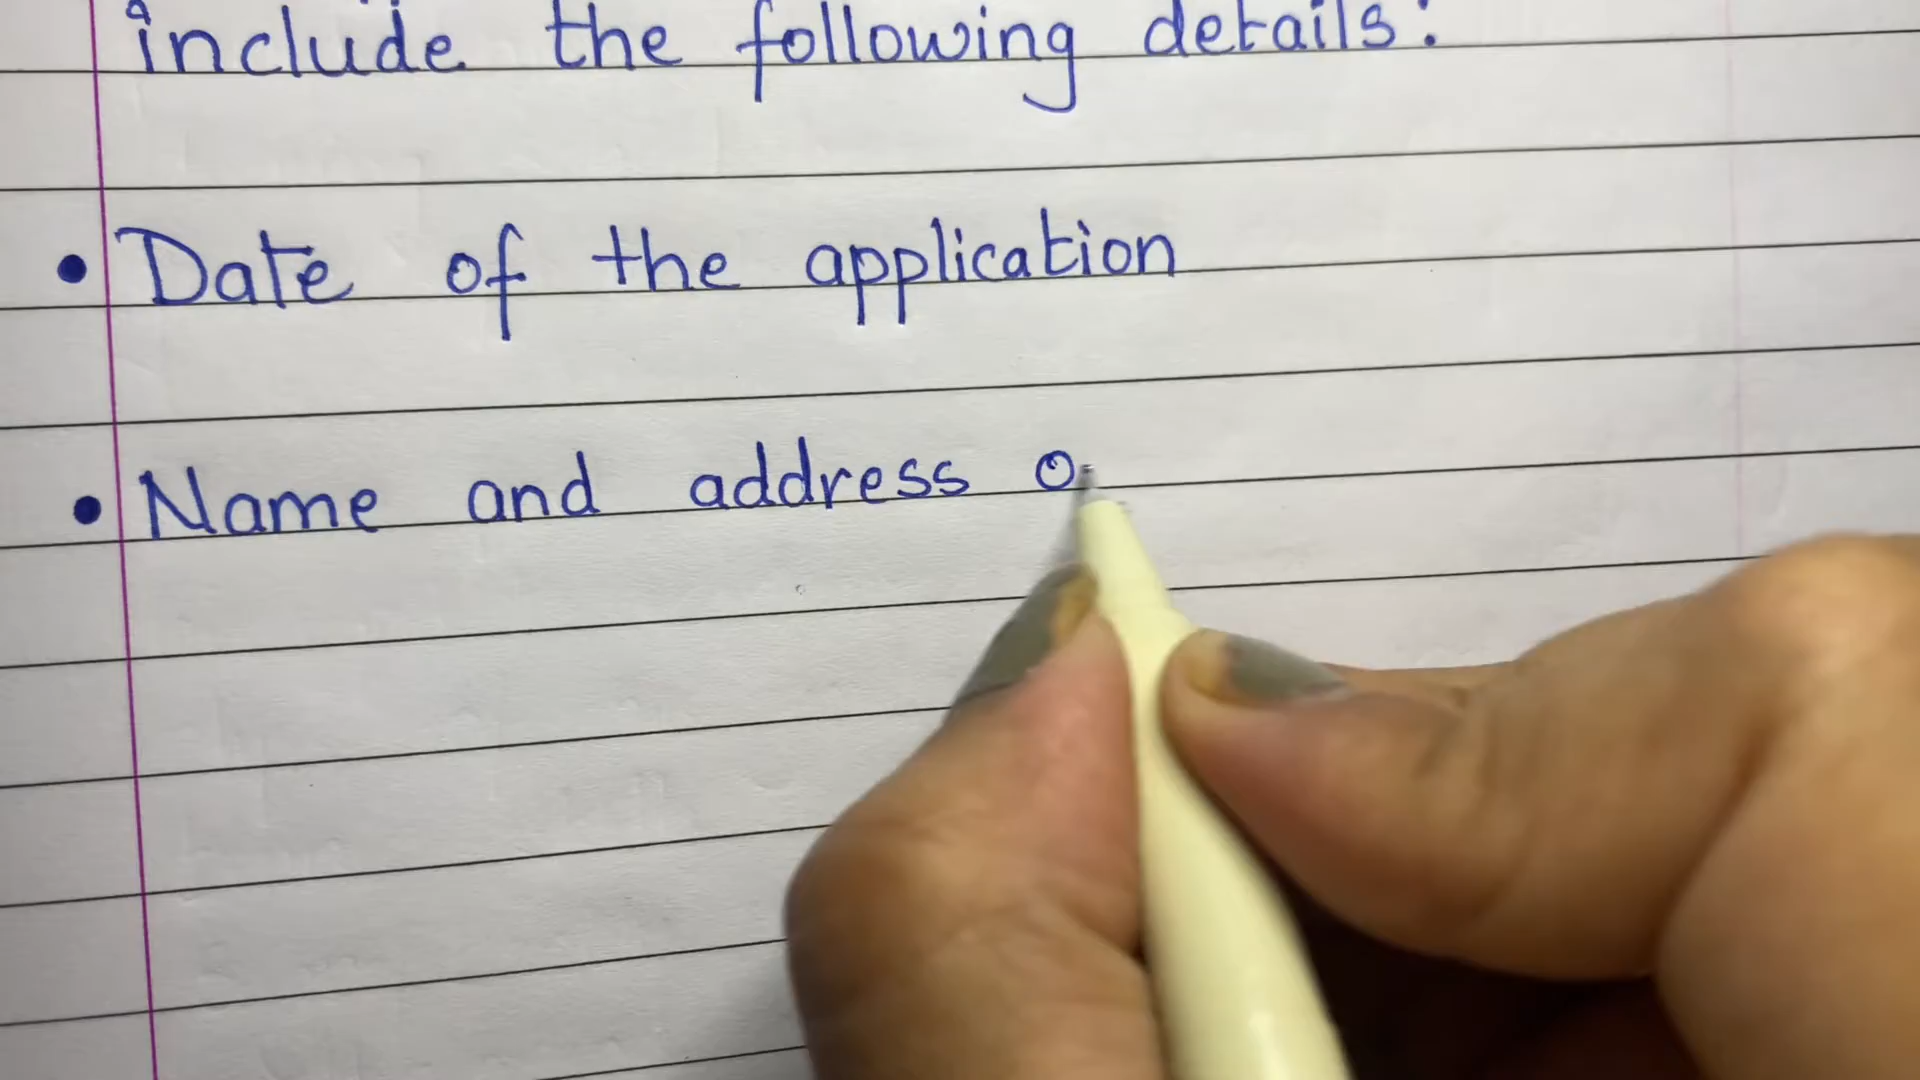 include the following details:
• Date of the application
• Name and address o